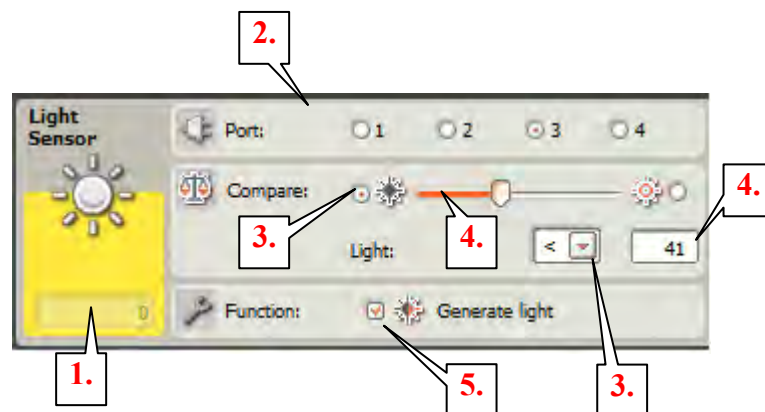 2.
Light
Sensor
Port: 1 2 3 4
Compare:
4.
3. 4.
Light: < 41
0 Function: Generate light
1. 5. 3.